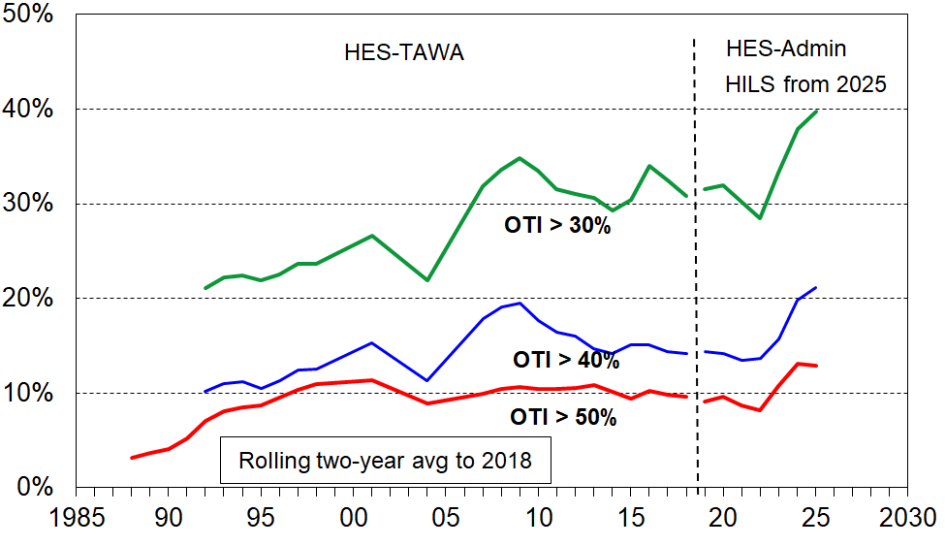 50%
40%
30%
20%
10%
0%
HES-TAWA
HES-Admin
HILS from 2025
OTI > 30%
OTI > 40%
OTI > 50%
Rolling two-year avg to 2018
1985 90 95 00 05 10 15 20 25 2030